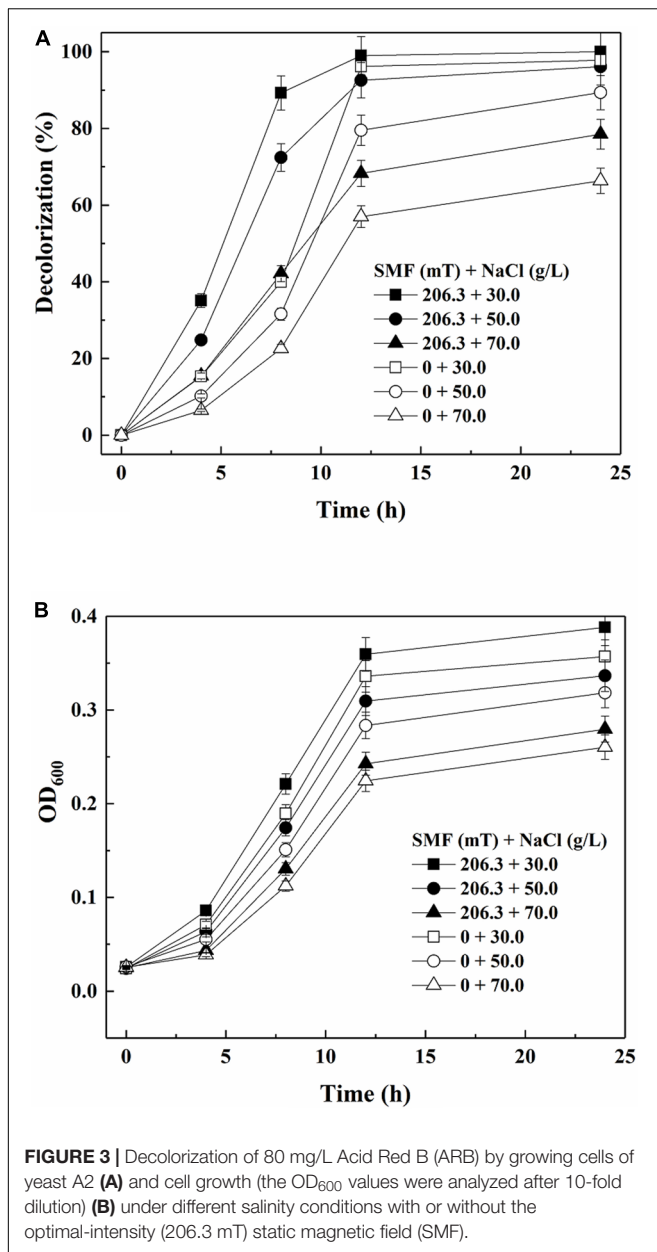 A
100
80
60
40
20
0
Decolorization (%)
SMF (mT) + NaCl (g/L)
206.3 + 30.0
206.3 + 50.0
206.3 + 70.0
0 + 30.0
0 + 50.0
0 + 70.0
0 5 10 15 20 25
Time (h)
B
0.4
0.3
0.2
0.1
0.0
OD600
SMF (mT) + NaCl (g/L)
206.3 + 30.0
206.3 + 50.0
206.3 + 70.0
0 + 30.0
0 + 50.0
0 + 70.0
0 5 10 15 20 25
Time (h)
FIGURE 3 | Decolorization of 80 mg/L Acid Red B (ARB) by growing cells of
yeast A2 (A) and cell growth (the OD600 values were analyzed after 10-fold
dilution) (B) under different salinity conditions with or without the
optimal-intensity (206.3 mT) static magnetic field (SMF).